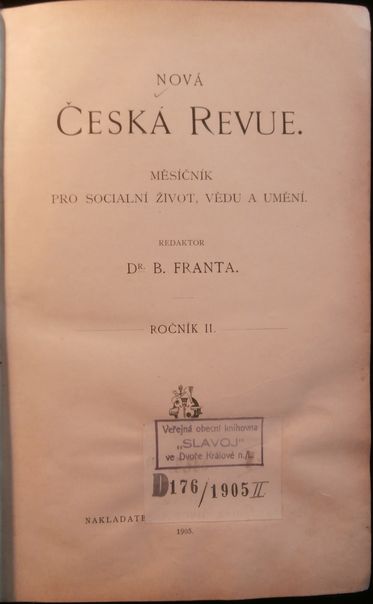 NOVÁ
ČESKÁ REVUE.
MĚSÍČNÍK
PRO SOCIALNÍ ŽIVOT, VĚDU A UMĚNÍ.
REDAKTOR
DR. B. FRANTA.
ROČNÍK II.
Veřejná obecní knihovna
„SLAVOJ”
ve Dvoře Králové n./L.
D176/1905 II
NAKLADATE
1905.